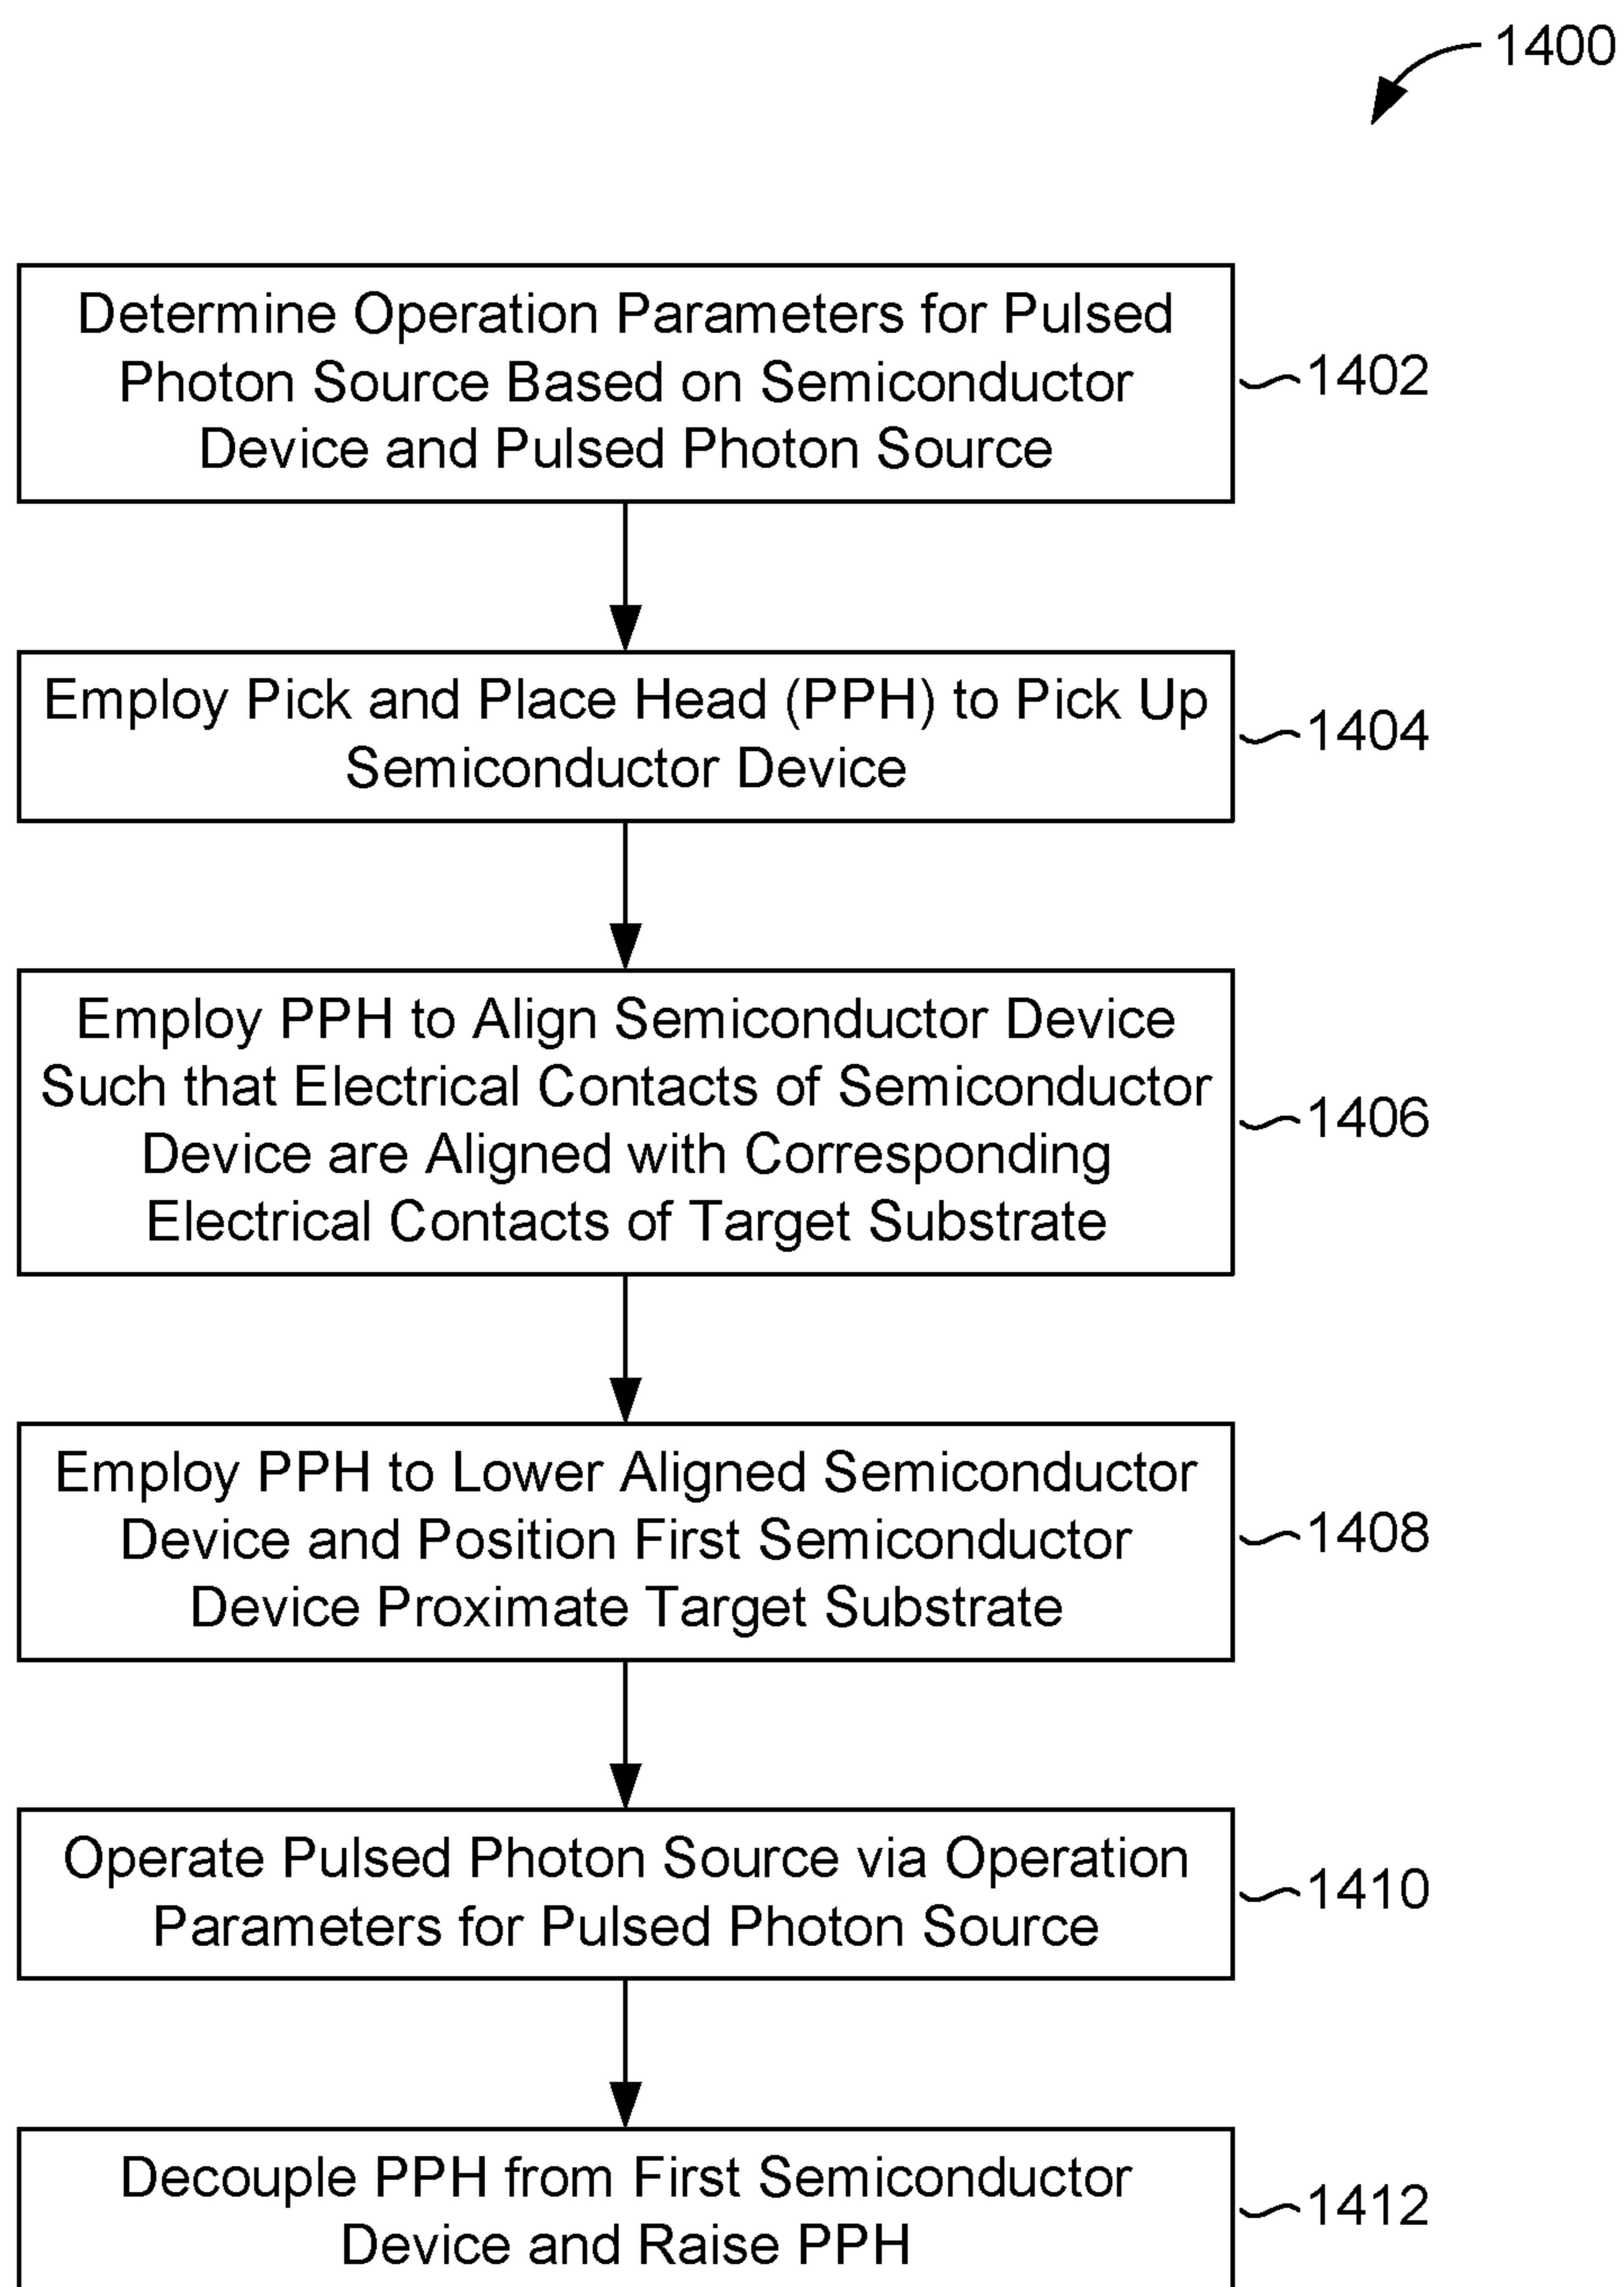 1400
Determine Operation Parameters for Pulsed
Photon Source Based on Semiconductor
Device and Pulsed Photon Source
1402
Employ Pick and Place Head (PPH) to Pick Up
Semiconductor Device
1404
Employ PPH to Align Semiconductor Device
Such that Electrical Contacts of Semiconductor
Device are Aligned with Corresponding
Electrical Contacts of Target Substrate
1406
Employ PPH to Lower Aligned Semiconductor
Device and Position First Semiconductor
Device Proximate Target Substrate
1408
Operate Pulsed Photon Source via Operation
Parameters for Pulsed Photon Source
1410
Decouple PPH from First Semiconductor
Device and Raise PPH
1412